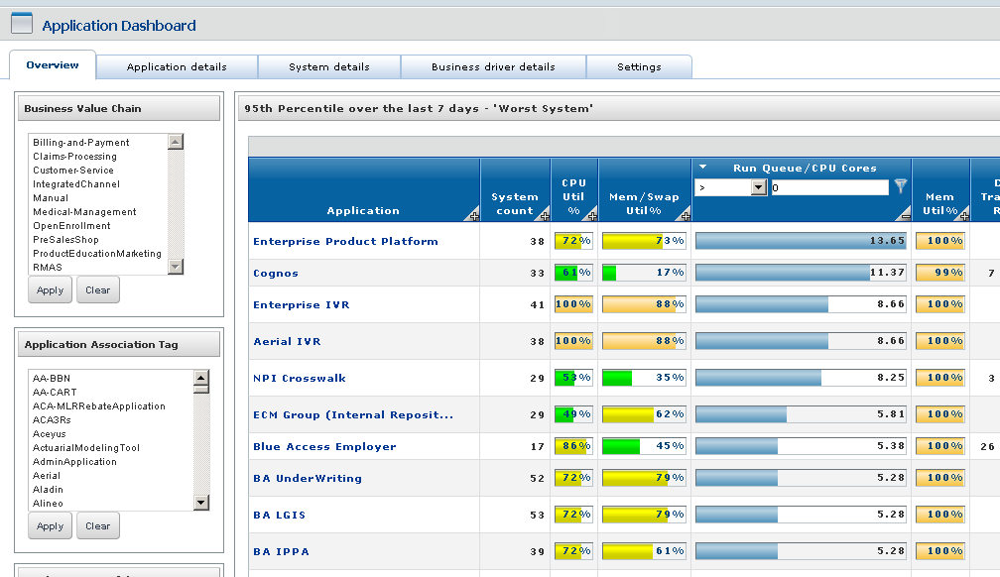 Application Dashboard
Overview
Application details
System details
Business driver details
Settings
Business Value Chain
Billing-and-Payment
Claims-Processing
Customer-Service
IntegratedChannel
Manual
Medical-Management
OpenEnrollment
PreSalesShop
ProductEducationMarketing
RMAS
Apply Clear
Application Association Tag
AA-BBN
AA-CART
ACA-MLRRebateApplication
ACA3Rs
Aceyus
ActuarialModelingTool
AdminApplication
Aerial
Aladin
Alineo
Apply Clear
95th Percentile over the last 7 days - 'Worst System'
Application
System
count
CPU
Util
%
Mem/Swap
Util%
Run Queue/CPU Cores
> 0
Mem
Util%
Enterprise Product Platform 38 72% 73% 13.65 100%
Cognos 33 61% 17% 11.37 99% 7
Enterprise IVR 41 100% 88% 8.66 100%
Aerial IVR 38 100% 88% 8.66 100%
NPI Crosswalk 29 53% 35% 8.25 100% 3
ECM Group (Internal Reposit... 29 49% 62% 5.81 100%
Blue Access Employer 17 86% 45% 5.38 100% 26
BA UnderWriting 52 72% 79% 5.28 100%
BA LGIS 53 72% 79% 5.28 100%
BA IPPA 39 72% 61% 5.28 100%